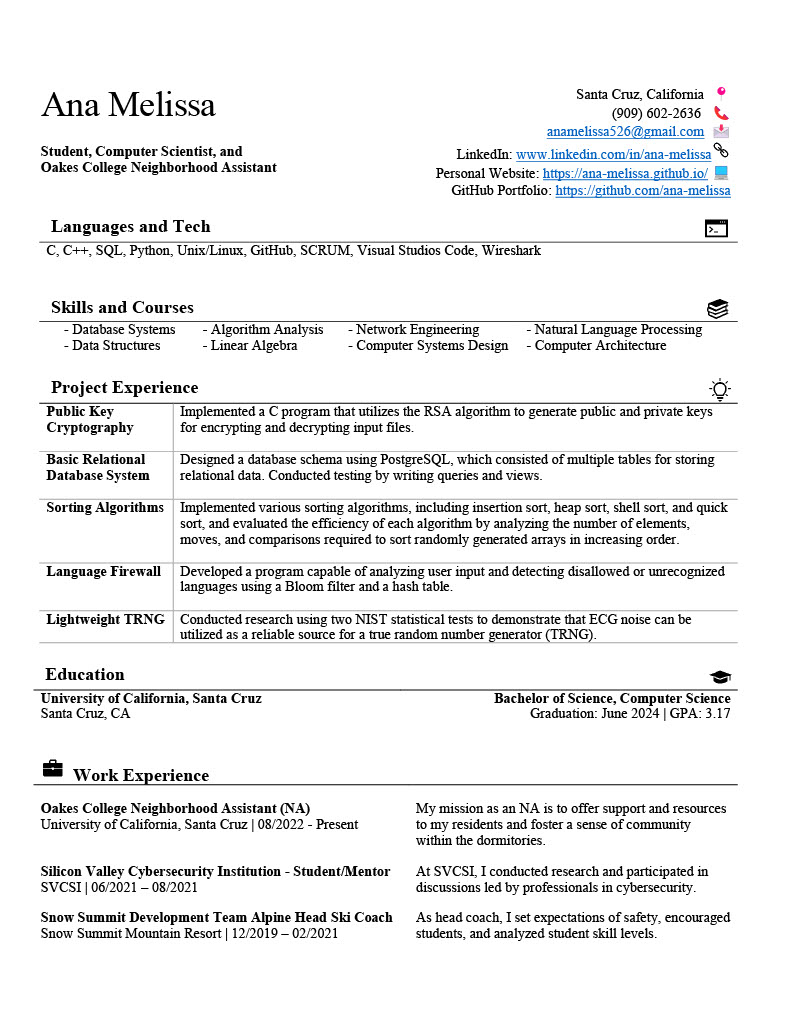 Ana Melissa
Student, Computer Scientist, and
Oakes College Neighborhood Assistant
Santa Cruz, California
(909) 602-2636
anamelissa526@gmail.com
LinkedIn: www.linkedin.com/in/ana-melissa
Personal Website: https://ana-melissa.github.io/
GitHub Portfolio: https://github.com/ana-melissa
Languages and Tech
C, C++, SQL, Python, Unix/Linux, GitHub, SCRUM, Visual Studios Code, Wireshark
Skills and Courses
- Database Systems - Algorithm Analysis - Network Engineering - Natural Language Processing
- Data Structures - Linear Algebra - Computer Systems Design - Computer Architecture
Project Experience
Public Key
Cryptography
Implemented a C program that utilizes the RSA algorithm to generate public and private keys
for encrypting and decrypting input files.
Basic Relational
Database System
Designed a database schema using PostgreSQL, which consisted of multiple tables for storing
relational data. Conducted testing by writing queries and views.
Sorting Algorithms
Implemented various sorting algorithms, including insertion sort, heap sort, shell sort, and quick
sort, and evaluated the efficiency of each algorithm by analyzing the number of elements,
moves, and comparisons required to sort randomly generated arrays in increasing order.
Language Firewall
Developed a program capable of analyzing user input and detecting disallowed or unrecognized
languages using a Bloom filter and a hash table.
Lightweight TRNG
Conducted research using two NIST statistical tests to demonstrate that ECG noise can be
utilized as a reliable source for a true random number generator (TRNG).
Education
University of California, Santa Cruz
Santa Cruz, CA
Bachelor of Science, Computer Science
Graduation: June 2024 | GPA: 3.17
Work Experience
Oakes College Neighborhood Assistant (NA)
University of California, Santa Cruz | 08/2022 - Present
My mission as an NA is to offer support and resources
to my residents and foster a sense of community
within the dormitories.
Silicon Valley Cybersecurity Institution - Student/Mentor
SVCSI | 06/2021 – 08/2021
At SVCSI, I conducted research and participated in
discussions led by professionals in cybersecurity.
Snow Summit Development Team Alpine Head Ski Coach
Snow Summit Mountain Resort | 12/2019 – 02/2021
As head coach, I set expectations of safety, encouraged
students, and analyzed student skill levels.